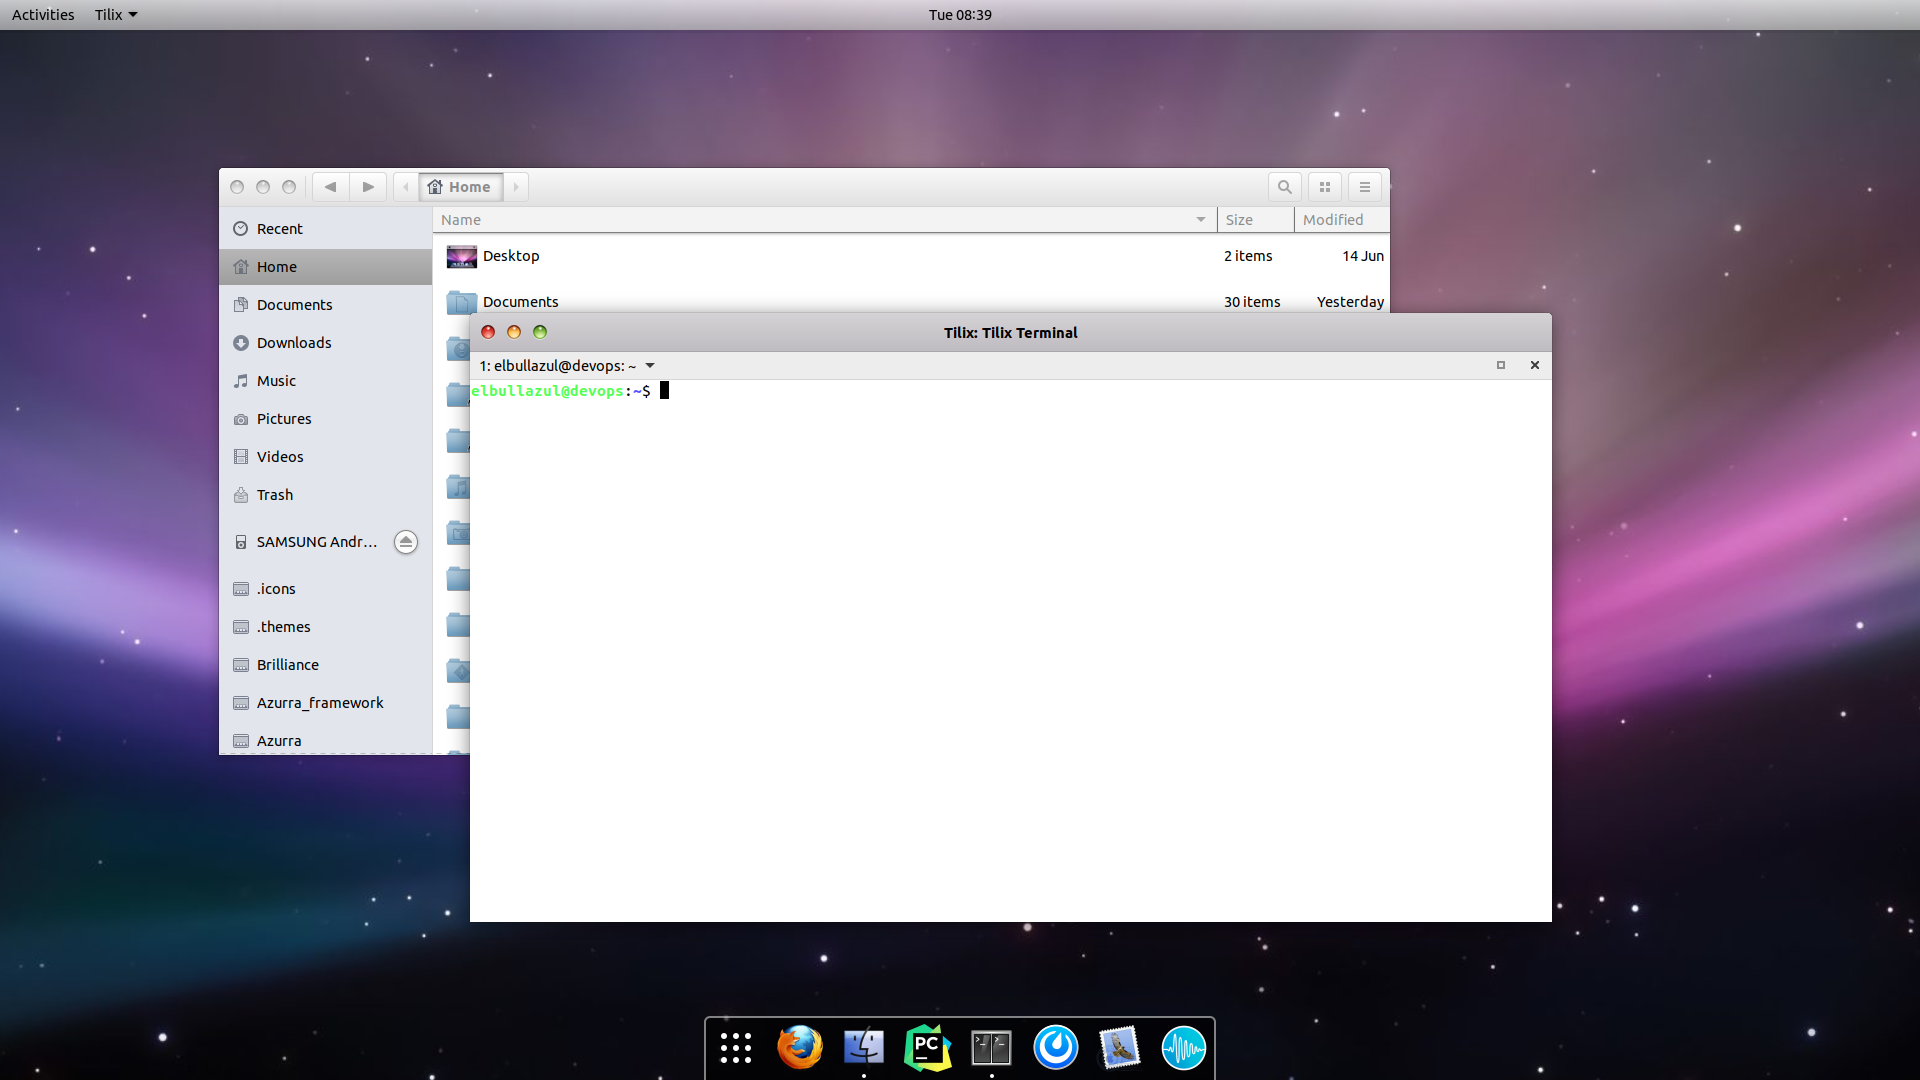 Activities Tilix Tue 08:39
Home
Name Size Modified
Recent
Home
Documents
Downloads
Music
Pictures
Videos
Trash
SAMSUNG Andr...
.icons
.themes
Brilliance
Azurra_framework
Azurra
Desktop 2 items 14 Jun
Documents 30 items Yesterday
Tilix: Tilix Terminal
1: elbullazul@devops: ~
elbullazul@devops:~$
PC